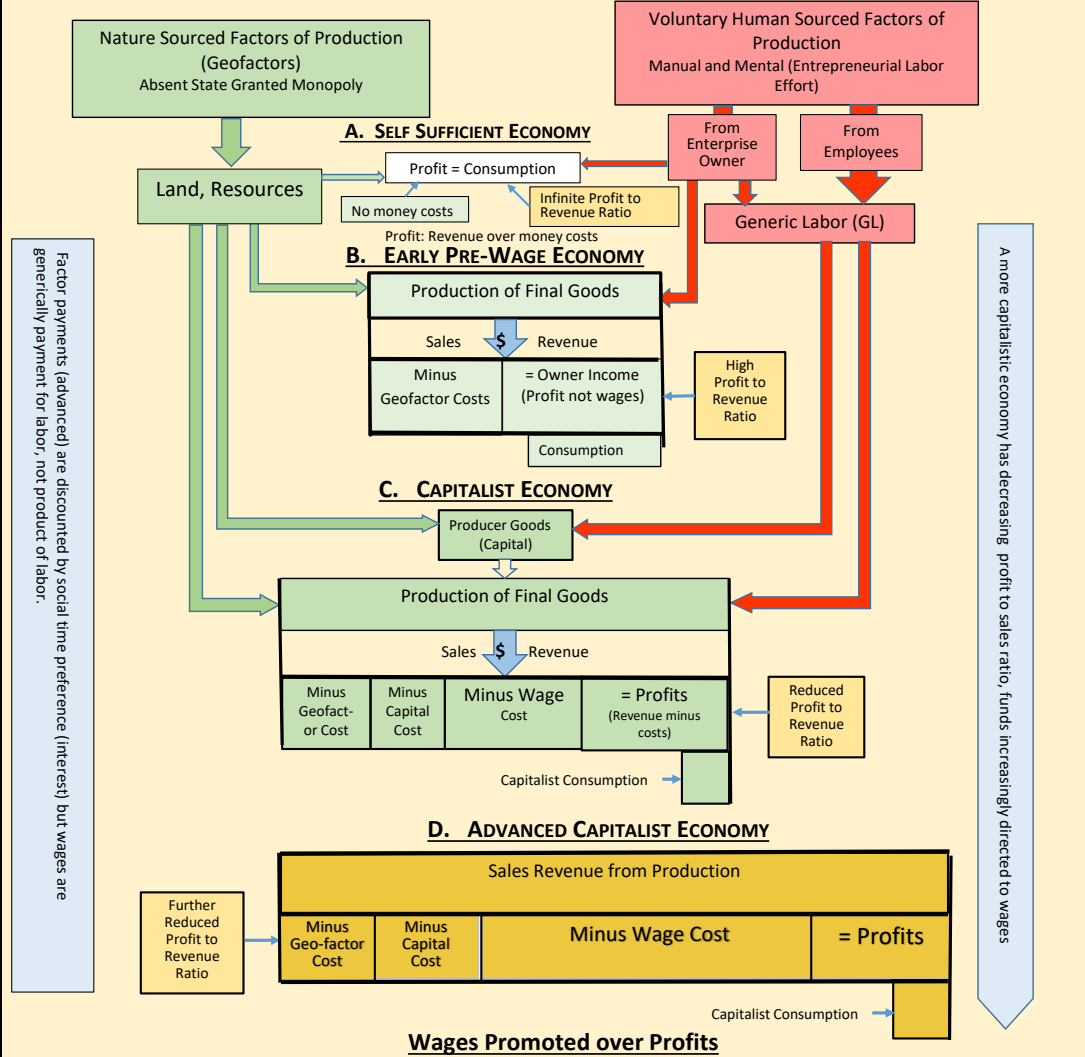 Nature Sourced Factors of Production
(Geofactors)
Absent State Granted Monopoly
Voluntary Human Sourced Factors of
Production
Manual and Mental (Entrepreneurial Labor
Effort)
From
Enterprise
Owner
From
Employees
A. SELF SUFFICIENT ECONOMY
Land, Resources
Profit = Consumption
No money costs
Infinite Profit to
Revenue Ratio
Generic Labor (GL)
Profit: Revenue over money costs
B. EARLY PRE-WAGE ECONOMY
Production of Final Goods
Sales $ Revenue
Minus
Geofactor Costs
= Owner Income
(Profit not wages)
High
Profit to
Revenue
Ratio
Consumption
C. CAPITALIST ECONOMY
Producer Goods
(Capital)
Production of Final Goods
Sales $ Revenue
Minus
Geofact-
or Cost
Minus
Capital
Cost
Minus Wage
Cost
= Profits
(Revenue minus
costs)
Reduced
Profit to
Revenue
Ratio
Capitalist Consumption
D. ADVANCED CAPITALIST ECONOMY
Sales Revenue from Production
Further
Reduced
Profit to
Revenue
Ratio
Minus
Geo-factor
Cost
Minus
Capital
Cost
Minus Wage Cost
= Profits
Capitalist Consumption
Wages Promoted over Profits
Factor payments (advanced) are discounted by social time preference (interest) but wages are
generically payment for labor, not product of labor.
A more capitalistic economy has decreasing profit to sales ratio, funds increasingly directed to wages